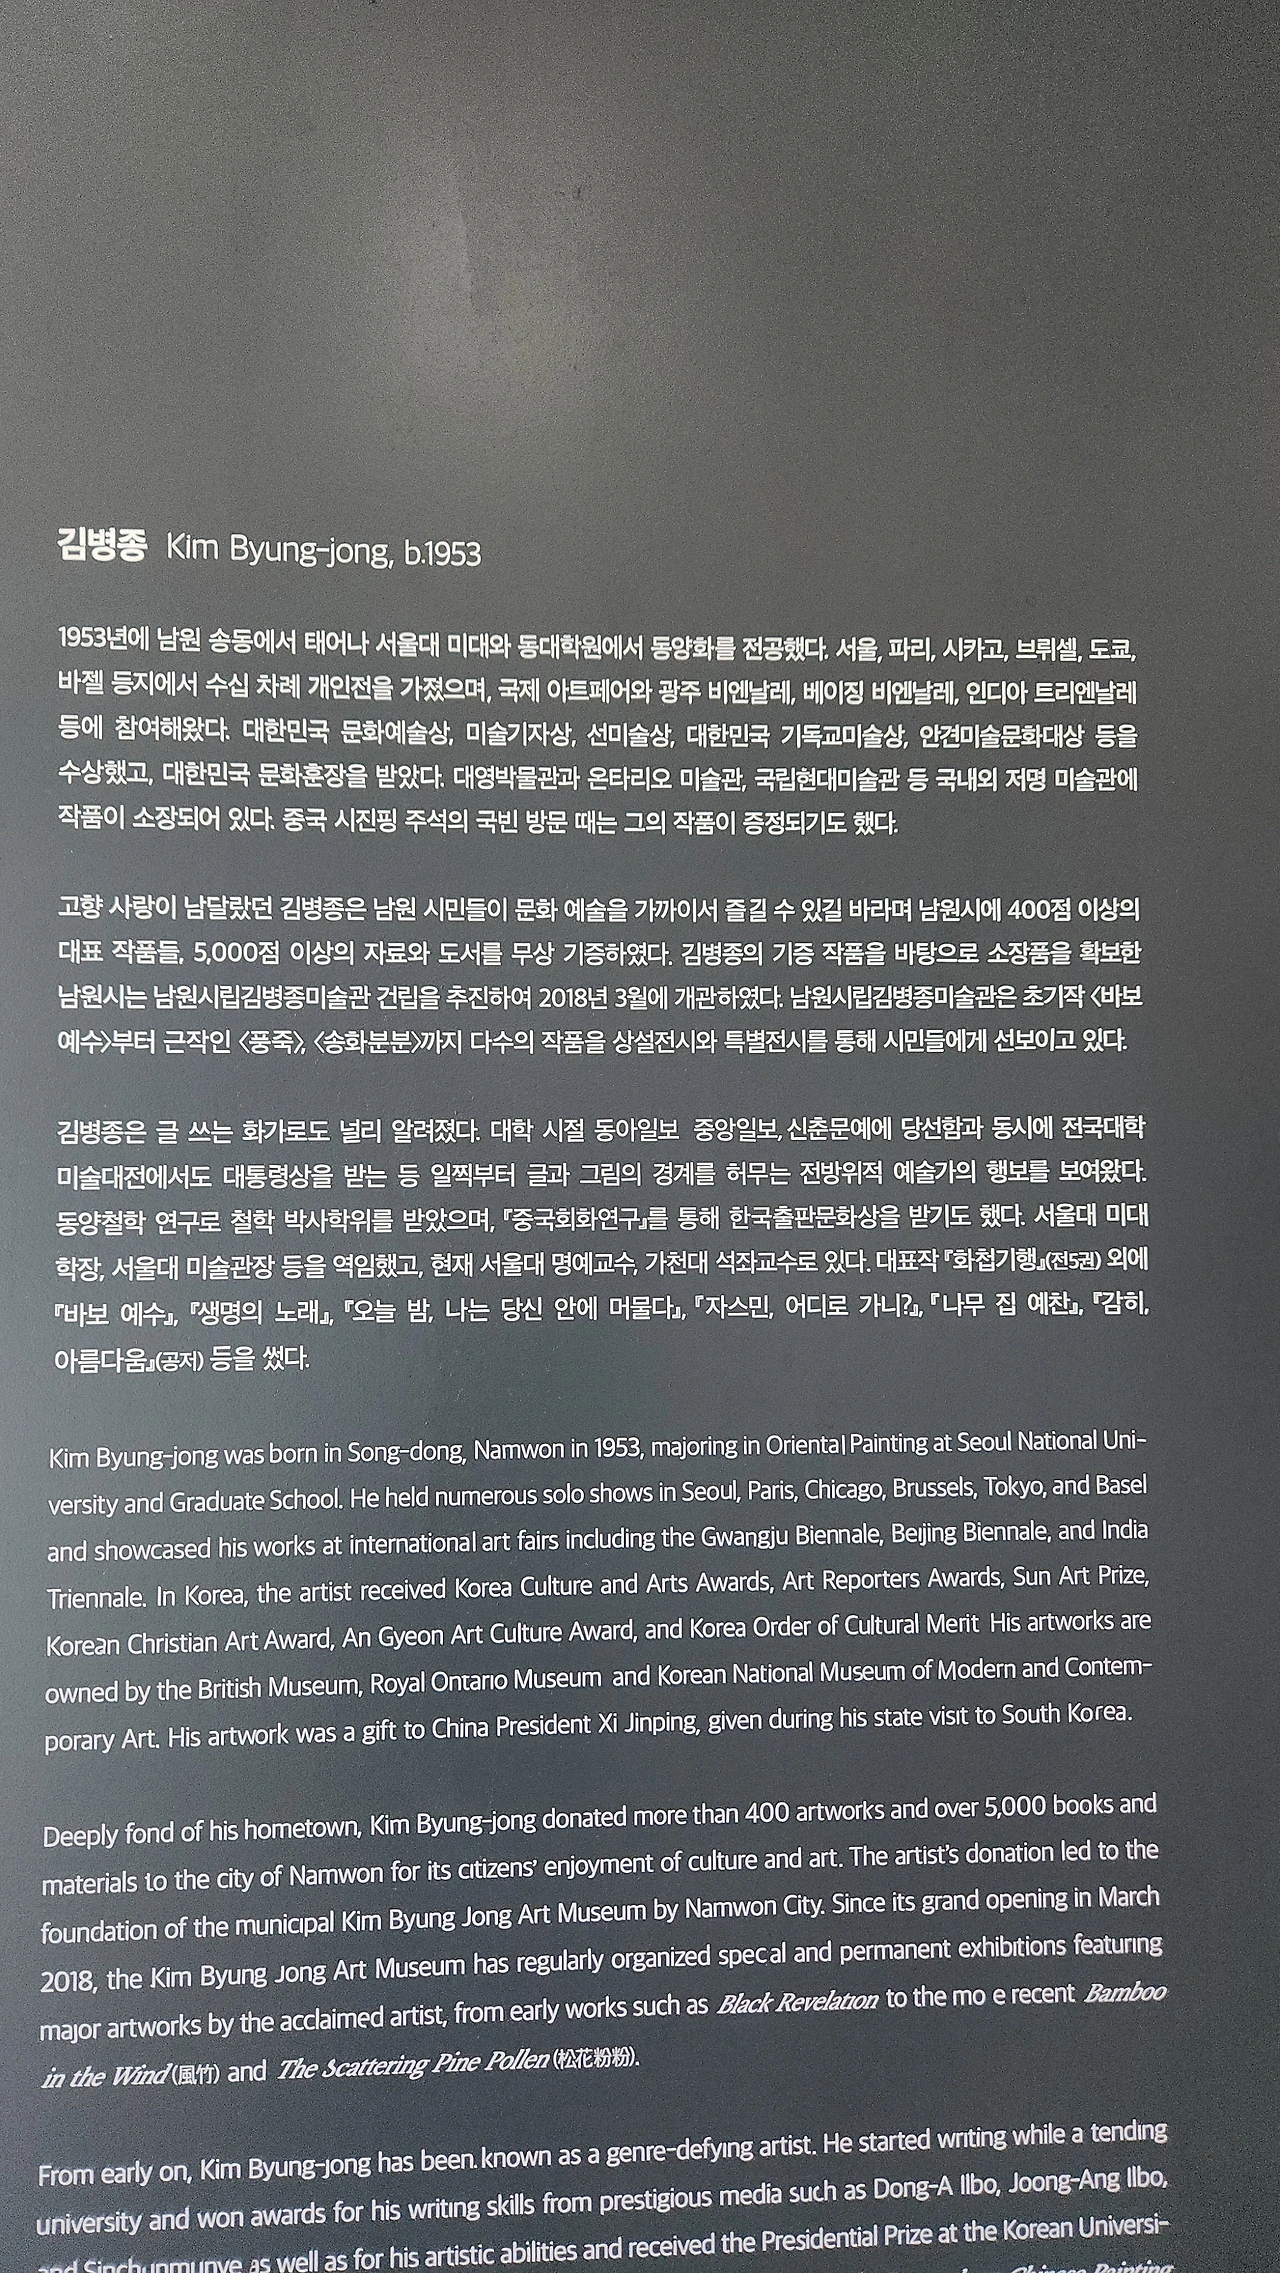 김병종 Kim Byung-jong, b.1953
1953년에 남원 송동에서 태어나 서울대 미대와 동대학원에서 동양화를 전공했다. 서울, 파리, 시카고, 브뤼셀, 도쿄,
바젤 등지에서 수십 차례 개인전을 가졌으며, 국제 아트페어와 광주 비엔날레, 베이징 비엔날레, 인디아 트리엔날레
등에 참여해왔다. 대한민국 문화예술상, 미술기자상, 선미술상, 대한민국 기독교미술상, 안견미술문화대상 등을
수상했고, 대한민국 문화훈장을 받았다. 대영박물관과 온타리오 미술관, 국립현대미술관 등 국내외 저명 미술관에
작품이 소장되어 있다. 중국 시진핑 주석의 국빈 방문 때는 그의 작품이 증정되기도 했다.
고향 사랑이 남달랐던 김병종은 남원 시민들이 문화 예술을 가까이서 즐길 수 있길 바라며 남원시에 400점 이상의
대표 작품들, 5,000점 이상의 자료와 도서를 무상 기증하였다. 김병종의 기증 작품을 바탕으로 소장품을 확보한
남원시는 남원시립김병종미술관 건립을 추진하여 2018년 3월에 개관하였다. 남원시립김병종미술관은 초기작 〈바보
예수〉부터 근작인 〈풍죽〉, 〈송화분분〉까지 다수의 작품을 상설전시와 특별전시를 통해 시민들에게 선보이고 있다.
김병종은 글 쓰는 화가로도 널리 알려졌다. 대학 시절 동아일보 중앙일보, 신춘문예에 당선함과 동시에 전국대학
미술대전에서도 대통령상을 받는 등 일찍부터 글과 그림의 경계를 허무는 전방위적 예술가의 행보를 보여왔다.
동양철학 연구로 철학 박사학위를 받았으며, 『중국회화연구』를 통해 한국출판문화상을 받기도 했다. 서울대 미대
학장, 서울대 미술관장 등을 역임했고, 현재 서울대 명예교수, 가천대 석좌교수로 있다. 대표작 『화첩기행』(전5권) 외에
『바보 예수』, 『생명의 노래』, 『오늘 밤, 나는 당신 안에 머물다』, 『자스민, 어디로 가니?』, 『나무 집 예찬』, 『감히,
아름다움』(공저) 등을 썼다.
Kim Byung-jong was born in Song-dong, Namwon in 1953, majoring in Oriental Painting at Seoul National Uni-
versity and Graduate School. He held numerous solo shows in Seoul, Paris, Chicago, Brussels, Tokyo, and Basel
and showcased his works at international art fairs including the Gwangju Biennale, Beijing Biennale, and India
Triennale. In Korea, the artist received Korea Culture and Arts Awards, Art Reporters Awards, Sun Art Prize,
Korean Christian Art Award, An Gyeon Art Culture Award, and Korea Order of Cultural Merit His artworks are
owned by the British Museum, Royal Ontario Museum and Korean National Museum of Modern and Contem-
porary Art. His artwork was a gift to China President Xi Jinping, given during his state visit to South Korea.
Deeply fond of his hometown, Kim Byung-jong donated more than 400 artworks and over 5,000 books and
materials to the city of Namwon for its citizens' enjoyment of culture and art. The artist's donation led to the
foundation of the municipal Kim Byung Jong Art Museum by Namwon City. Since its grand opening in March
2018, the Kim Byung Jong Art Museum has regularly organized spec al and permanent exhibitions featuring
major artworks by the acclaimed artist, from early works such as Black Revelation to the mo e recent Bamboo
in the Wind (風竹) and The Scattering Pine Pollen (松花粉粉).
From early on, Kim Byung-jong has been known as a genre-defying artist. He started writing while a tending
university and won awards for his writing skills from prestigious media such as Dong-A Ilbo, Joong-Ang Ilbo,
and Sinchunmunye as well as for his artistic abilities and received the Presidential Prize at the Korean Universi-
Chinese Painting